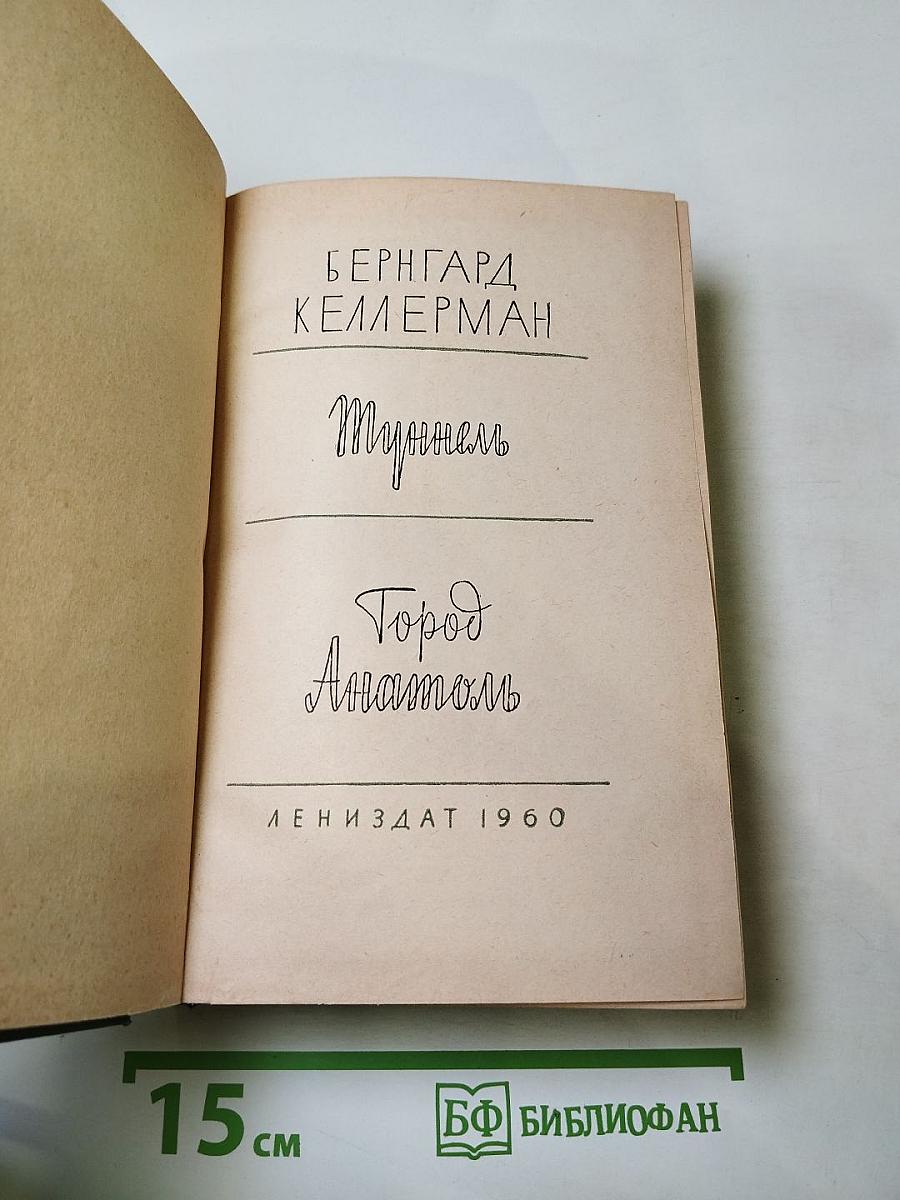 БЕРНГАРД
КЕЛЛЕРМАН
Туннель
Город
Анатоль
ЛЕНИЗДАТ 1960
15 см
БФ БИБЛИОФАН